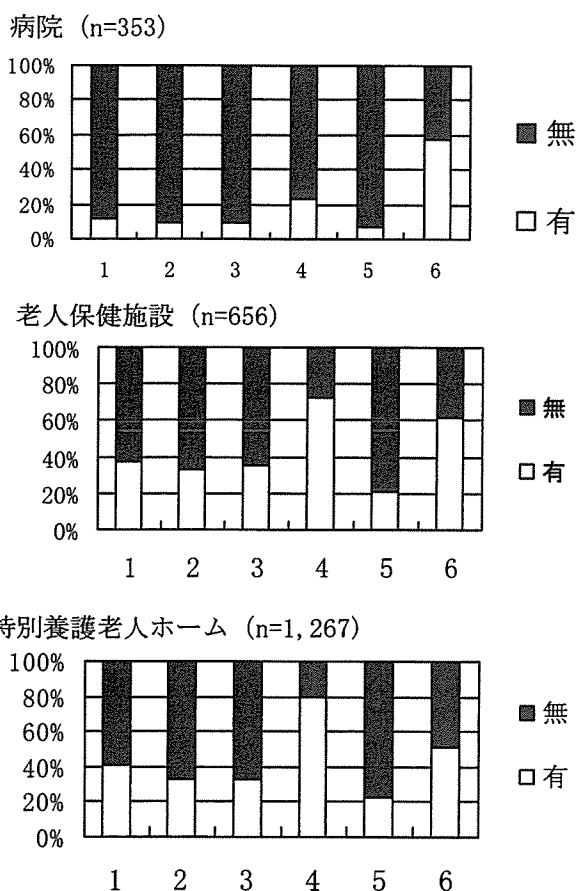 病院 (n=353)
100%
80%
60%
40%
20%
0%
1 2 3 4 5 6
■ 無
□ 有
老人保健施設 (n=656)
100%
80%
60%
40%
20%
0%
1 2 3 4 5 6
■ 無
□ 有
特別養護老人ホーム (n=1,267)
100%
80%
60%
40%
20%
0%
1 2 3 4 5 6
■ 無
□ 有